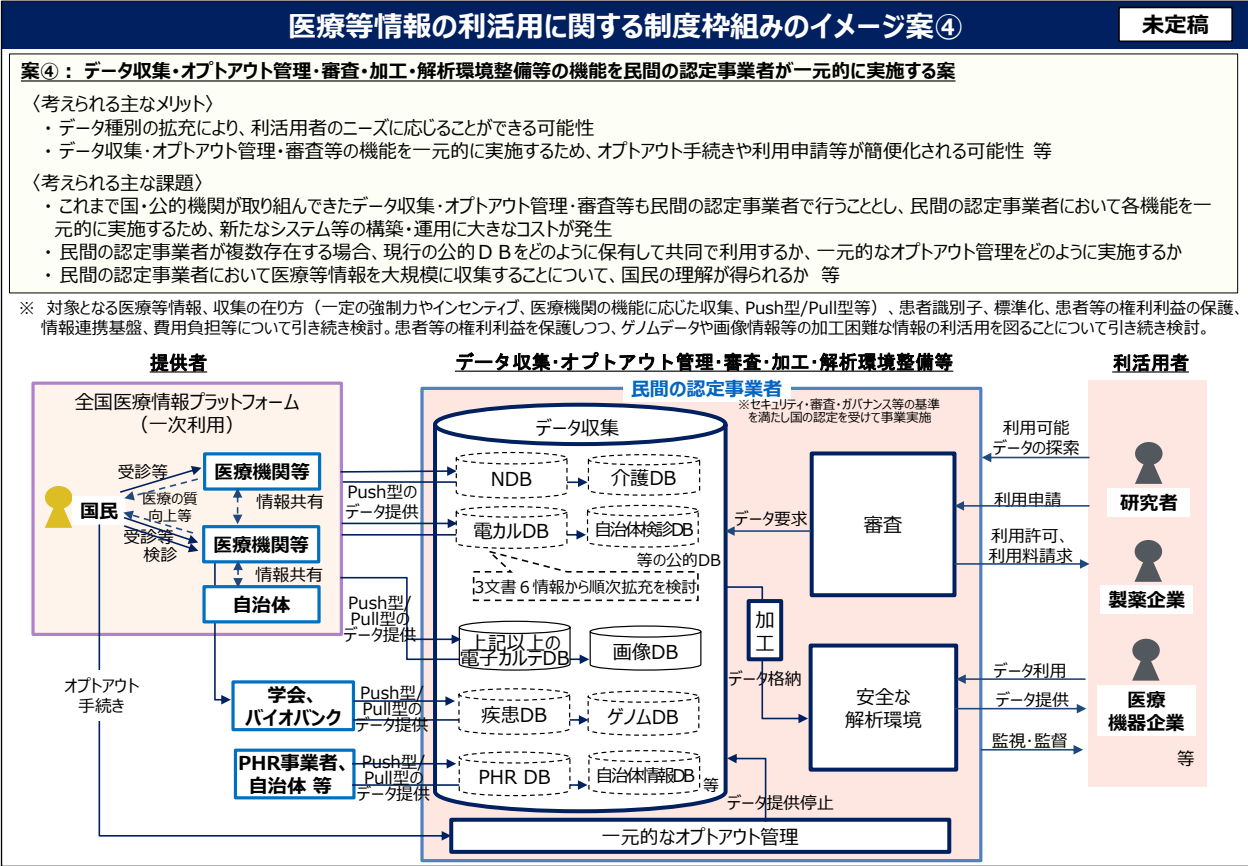 医療等情報の利活用に関する制度枠組みのイメージ案④
未定稿
案④： データ収集・オプトアウト管理・審査・加工・解析環境整備等の機能を民間の認定事業者が一元的に実施する案
〈考えられる主なメリット〉
・データ種別の拡充により、利活用者のニーズに応じることができる可能性
・データ収集・オプトアウト管理・審査等の機能を一元的に実施するため、オプトアウト手続きや利用申請等が簡便化される可能性 等
〈考えられる主な課題〉
・これまで国・公的機関が取り組んできたデータ収集・オプトアウト管理・審査等も民間の認定事業者で行うこととし、民間の認定事業者において各機能を一
元的に実施するため、新たなシステム等の構築・運用に大きなコストが発生
・民間の認定事業者が複数存在する場合、現行の公的ＤＢをどのように保有して共同で利用するか、一元的なオプトアウト管理をどのように実施するか
・民間の認定事業者において医療等情報を大規模に収集することについて、国民の理解が得られるか 等
※ 対象となる医療等情報、収集の在り方（一定の強制力やインセンティブ、医療機関の機能に応じた収集、Push型/Pull型等）、患者識別子、標準化、患者等の権利利益の保護、
情報連携基盤、費用負担等について引き続き検討。患者等の権利利益を保護しつつ、ゲノムデータや画像情報等の加工困難な情報の利活用を図ることについて引き続き検討。
提供者
データ収集・オプトアウト管理・審査・加工・解析環境整備等
利活用者
全国医療情報プラットフォーム
（一次利用）
国民
受診等
医療の質
向上等
受診等
検診
医療機関等
情報共有
医療機関等
情報共有
自治体
オプトアウト
手続き
学会、
バイオバンク
PHR事業者、
自治体 等
Push型の
データ提供
Push型/
Pull型の
データ提供
Push型/
Pull型の
データ提供
Push型/
Pull型の
データ提供
民間の認定事業者
※セキュリティ・審査・ガバナンス等の基準
を満たし国の認定を受けて事業実施
データ収集
NDB
介護DB
電カルDB
自治体検診DB
等の公的DB
3文書６情報から順次拡充を検討
上記以上の
電子カルテDB
画像DB
疾患DB
ゲノムDB
PHR DB
自治体情報DB
等
データ要求
加
工
データ格納
データ提供停止
一元的なオプトアウト管理
審査
安全な
解析環境
利用可能
データの探索
利用申請
利用許可、
利用料請求
データ利用
データ提供
監視・監督
研究者
製薬企業
医療
機器企業
等